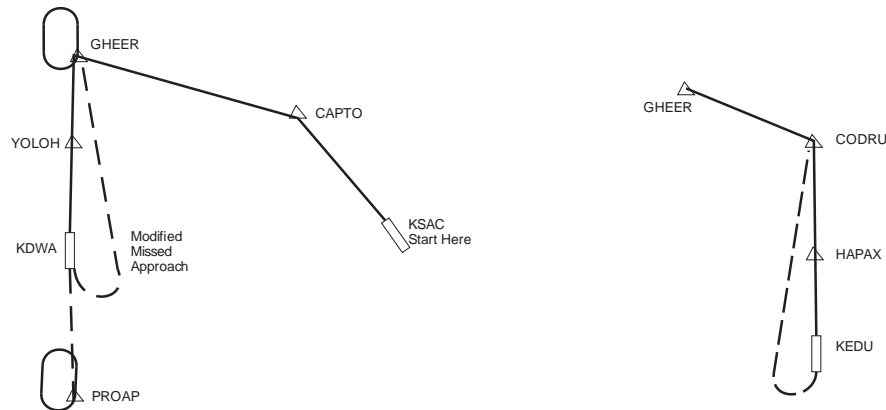 GHEER
CAPTO
YOLOH
KSAC
Start Here
KDWA
Modified
Missed
Approach
PROAP
GHEER
CODRU
HAPAX
KEDU